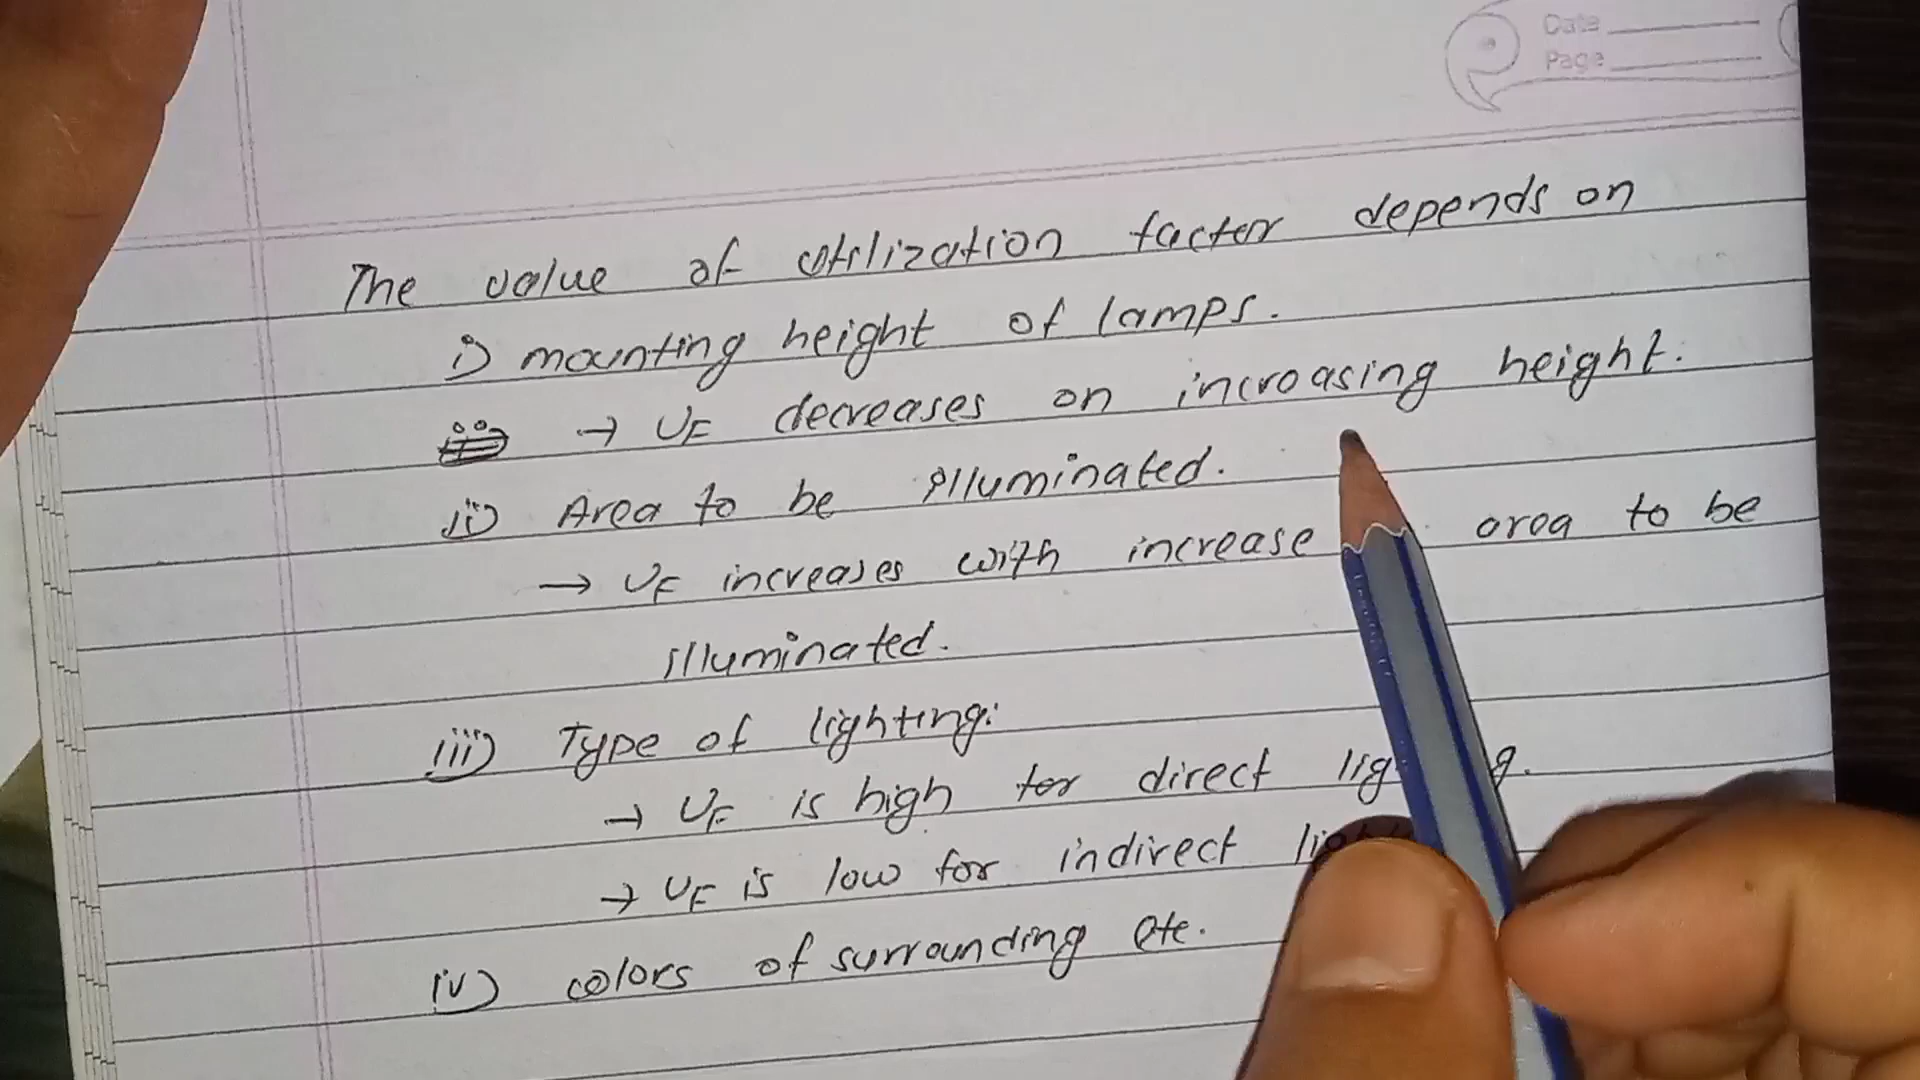 Date
Page
The value of utilization factor depends on
i) mounting height of lamps.
→ UF decreases on increasing height.
ii) Area to be illuminated.
→ UF increases with increase area to be
illuminated.
iii) Type of lighting:
→ UF is high for direct
→ UF is low for indirect
iv) colors of surrounding etc.